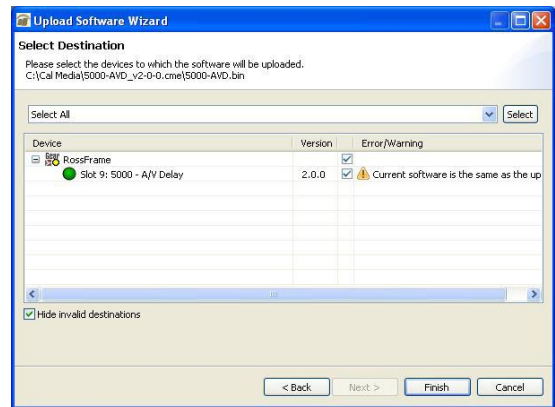 Upload Software Wizard
Select Destination
Please select the devices to which the software will be uploaded.
C:\Cal Media\5000-AVD_v2-0-0.cme\5000-AVD.bin
Select All
Select
Device Version Error/Warning
RossFrame
Slot 9: 5000 - A/V Delay 2.0.0 Current software is the same as the up
Hide invalid destinations
< Back Next > Finish Cancel